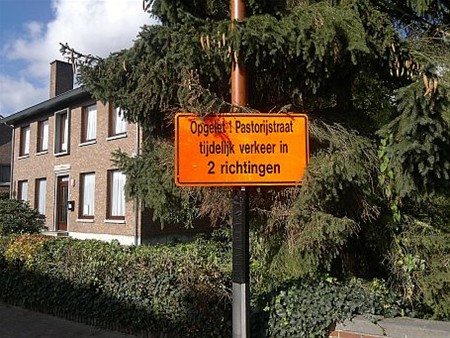 Opgelet ! Pastorijstraat
tijdelijk verkeer in
2 richtingen